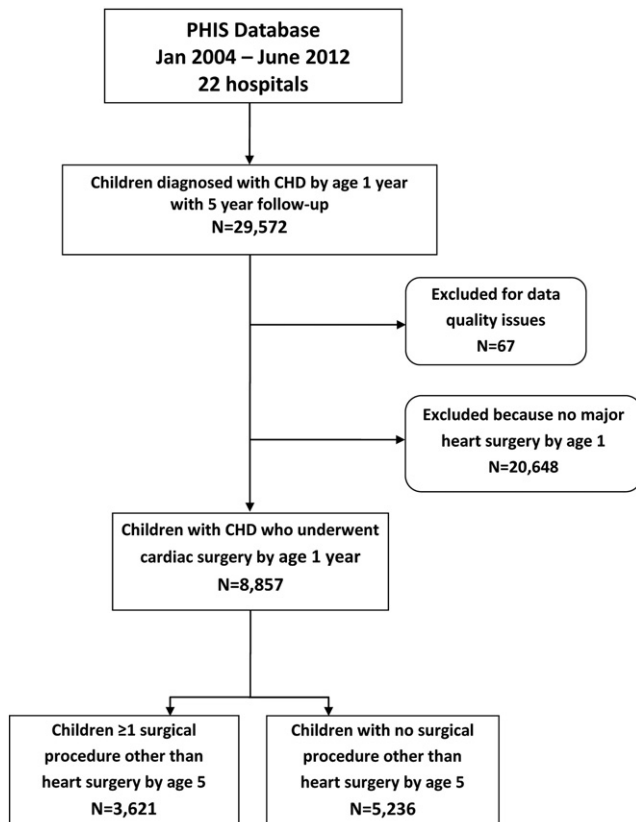 PHIS Database
Jan 2004 – June 2012
22 hospitals
Children diagnosed with CHD by age 1 year
with 5 year follow-up
N=29,572
Excluded for data
quality issues
N=67
Excluded because no major
heart surgery by age 1
N=20,648
Children with CHD who underwent
cardiac surgery by age 1 year
N=8,857
Children ≥1 surgical
procedure other than
heart surgery by age 5
N=3,621
Children with no surgical
procedure other than
heart surgery by age 5
N=5,236